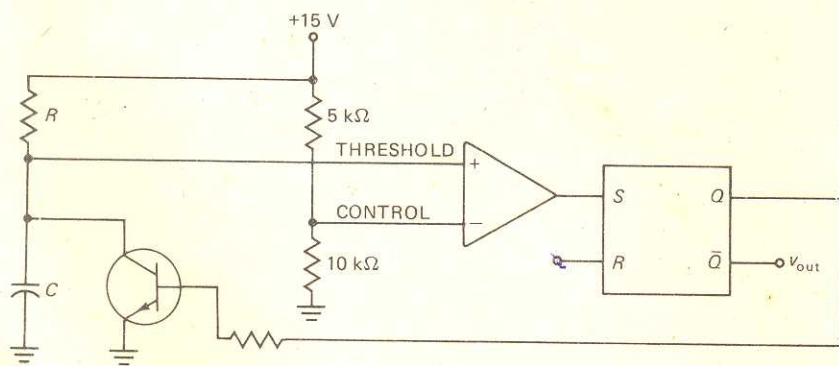 +15 V
R
5 kΩ
THRESHOLD
+
S
Q
CONTROL
−
C
10 kΩ
R
Q̄
v_out